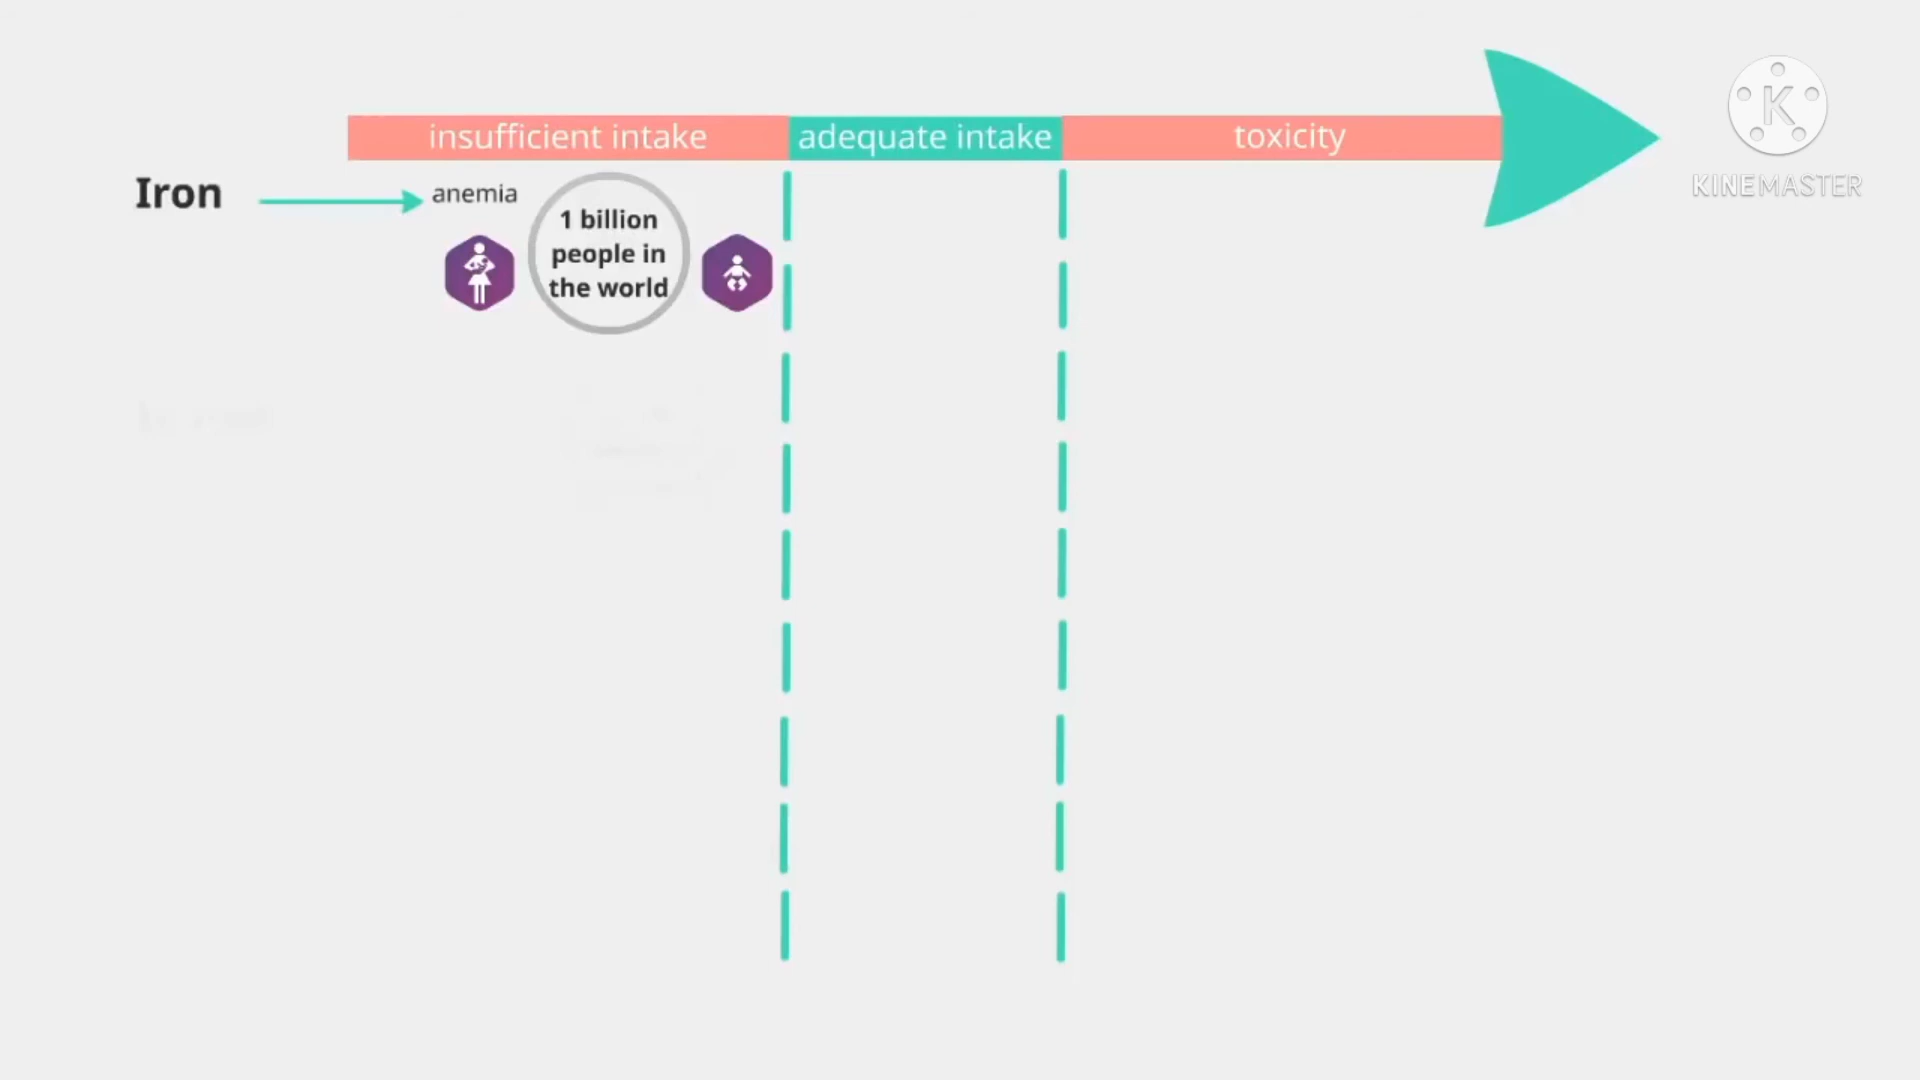 insufficient intake
adequate intake
toxicity
Iron
anemia
1 billion
people in
the world
K
KINEMASTER